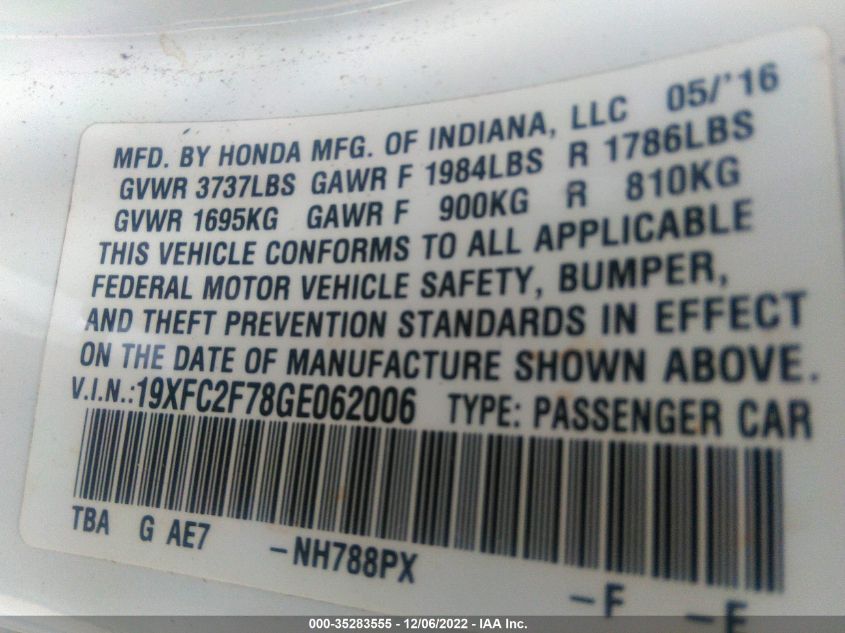 MFD. BY HONDA MFG. OF INDIANA, LLC 05/'16
GVWR 3737LBS GAWR F 1984LBS R 1786LBS
GVWR 1695KG GAWR F 900KG R 810KG
THIS VEHICLE CONFORMS TO ALL APPLICABLE
FEDERAL MOTOR VEHICLE SAFETY, BUMPER,
AND THEFT PREVENTION STANDARDS IN EFFECT
ON THE DATE OF MANUFACTURE SHOWN ABOVE.
V.I.N.:19XFC2F78GE062006 TYPE: PASSENGER CAR
TBA G AE7 -NH788PX -F -F
000-35283555 - 12/06/2022 - IAA Inc.